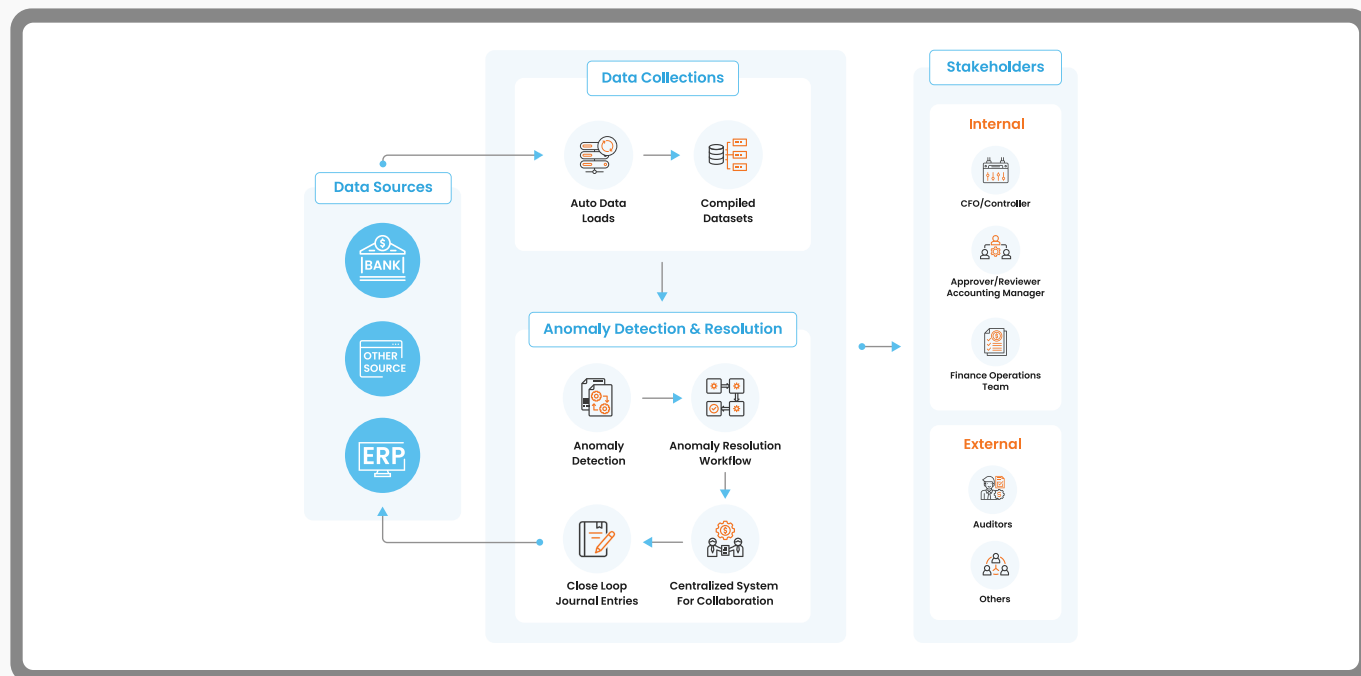 Data Sources
BANK
OTHER
SOURCE
ERP
Data Collections
Auto Data
Loads
Compiled
Datasets
Anomaly Detection & Resolution
Anomaly
Detection
Anomaly Resolution
Workflow
Close Loop
Journal Entries
Centralized System
For Collaboration
Stakeholders
Internal
CFO/Controller
Approver/Reviewer
Accounting Manager
Finance Operations
Team
External
Auditors
Others